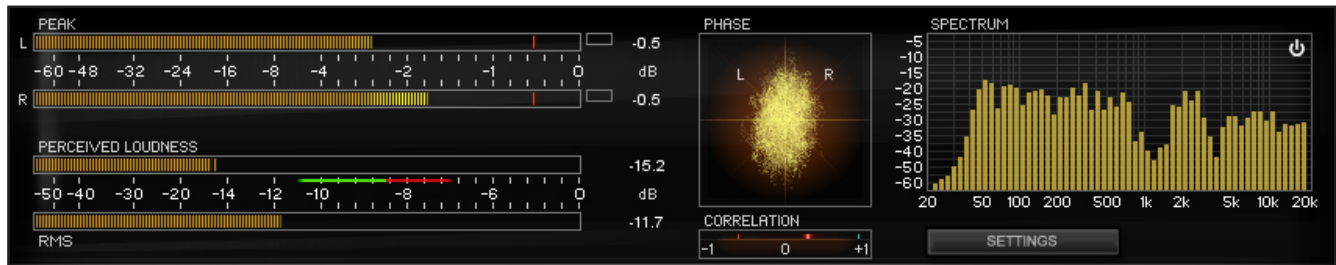 PEAK
L
-0.5
-60 -48 -32 -24 -16 -8 -4 -2 -1 0 dB
R
-0.5
PERCEIVED LOUDNESS
-15.2
-50 -40 -30 -20 -14 -12 -10 -8 -6 0 dB
-11.7
RMS
PHASE
L R
CORRELATION
-1 0 +1
SPECTRUM
-5
-10
-15
-20
-25
-30
-35
-40
-45
-50
-60
20 50 100 200 500 1k 2k 5k 10k 20k
SETTINGS